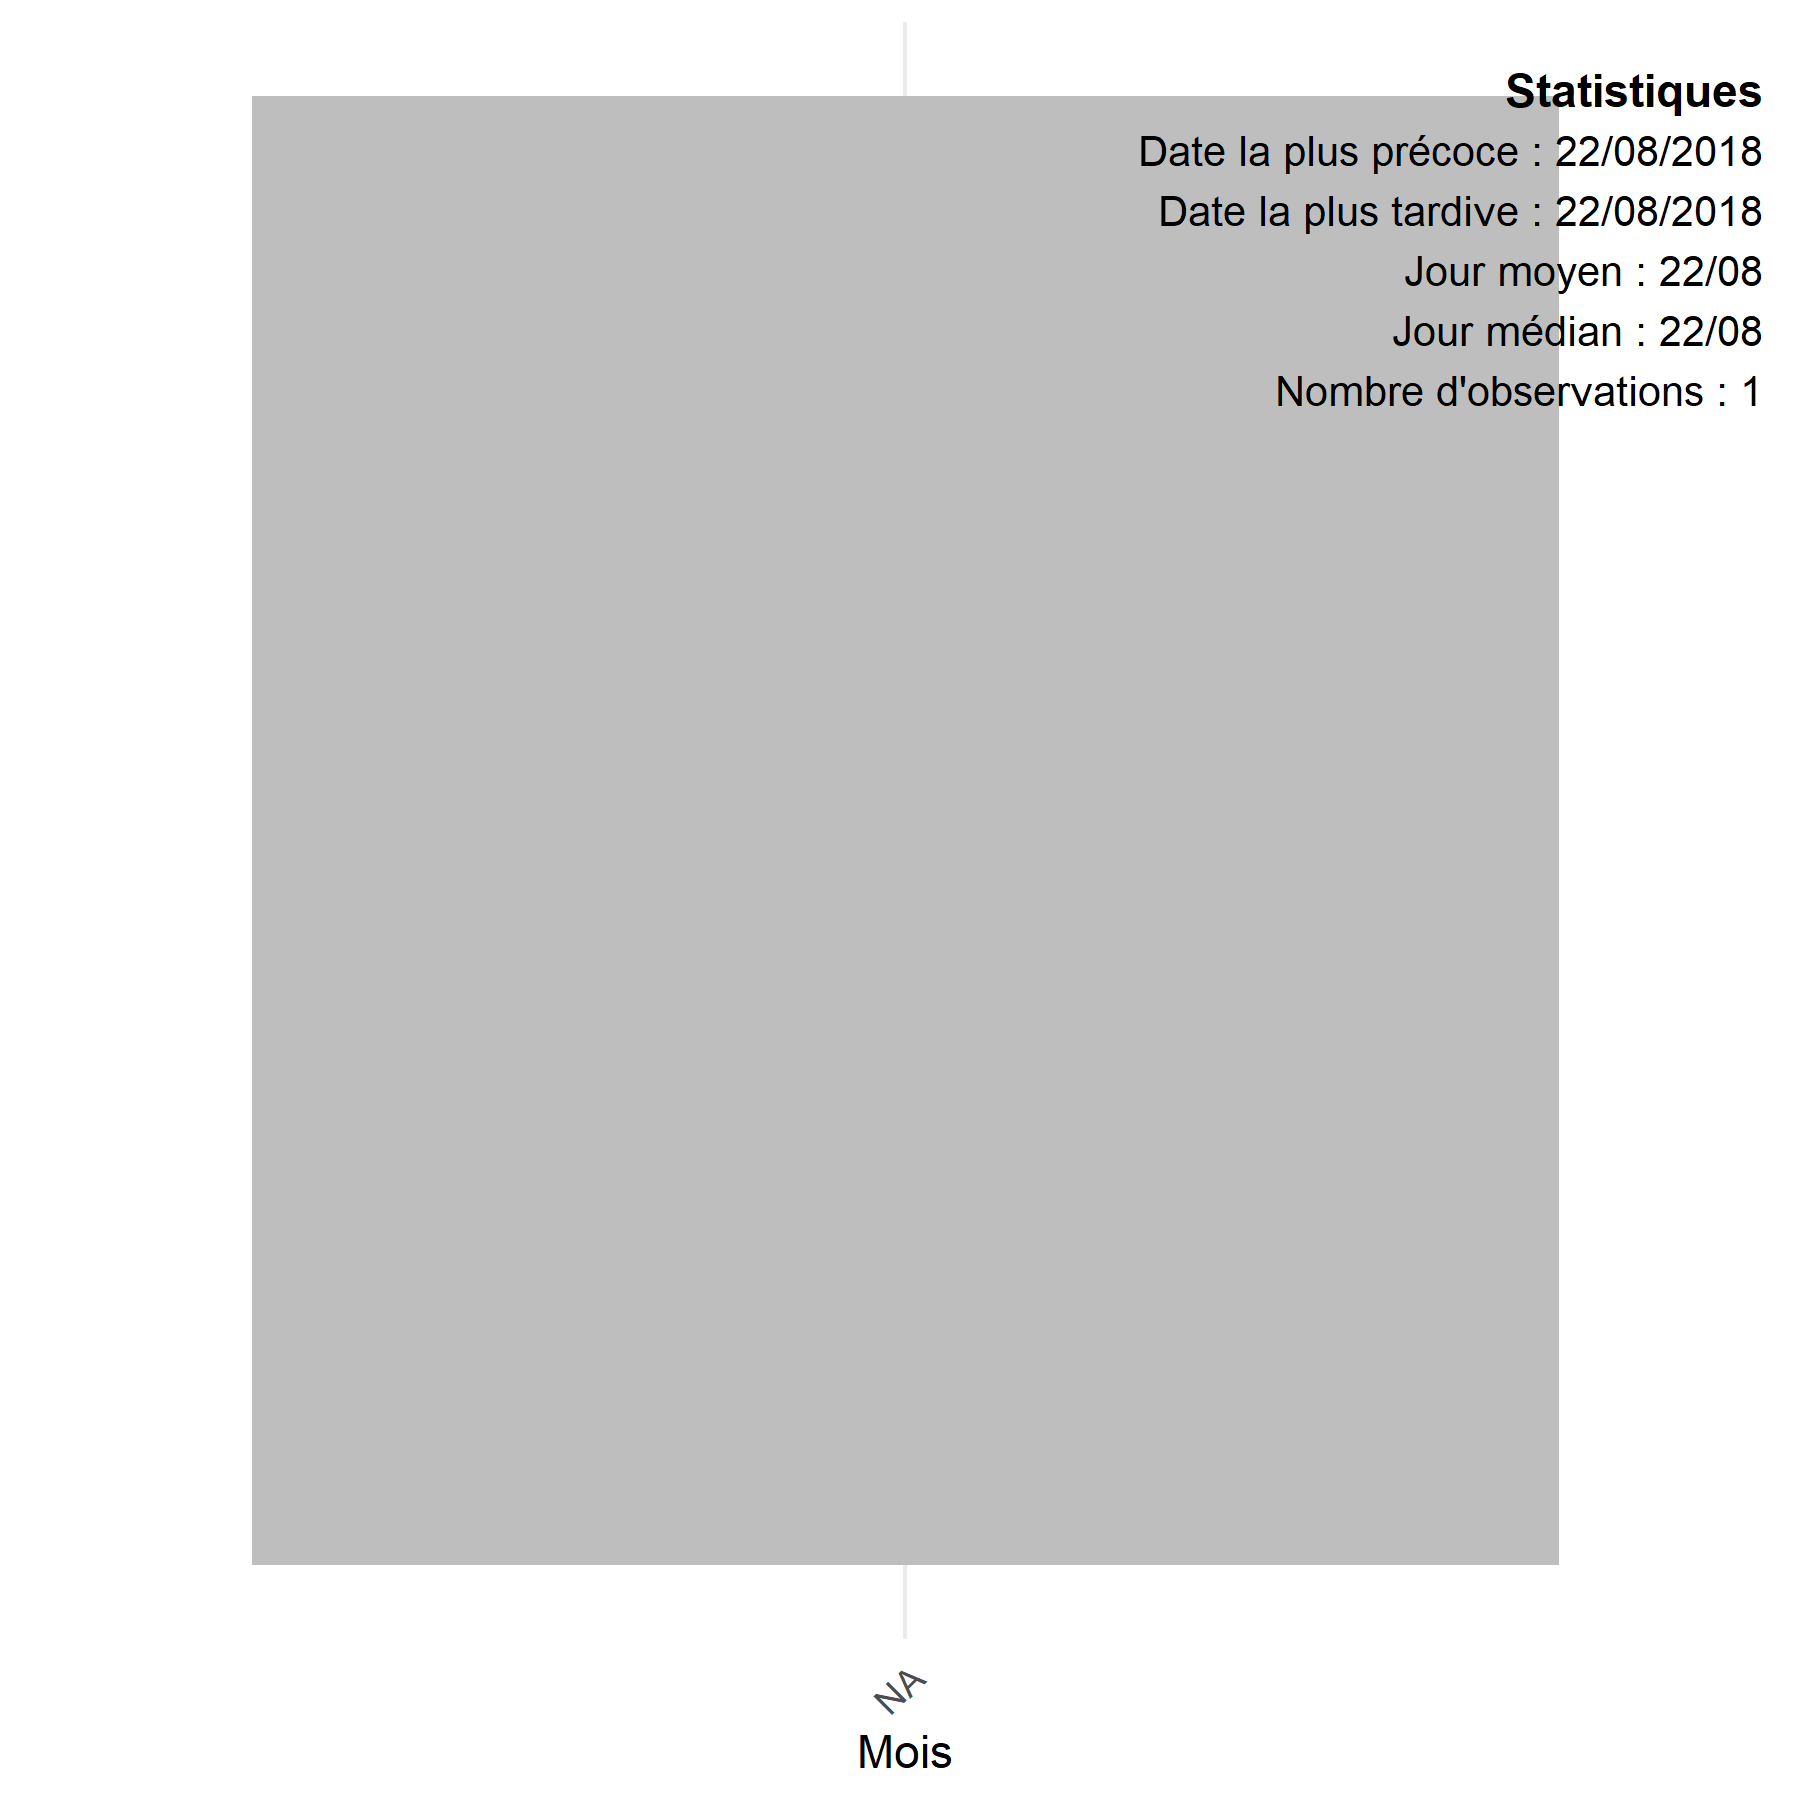 Statistiques
Date la plus précoce : 22/08/2018
Date la plus tardive : 22/08/2018
Jour moyen : 22/08
Jour médian : 22/08
Nombre d'observations : 1
NA
Mois